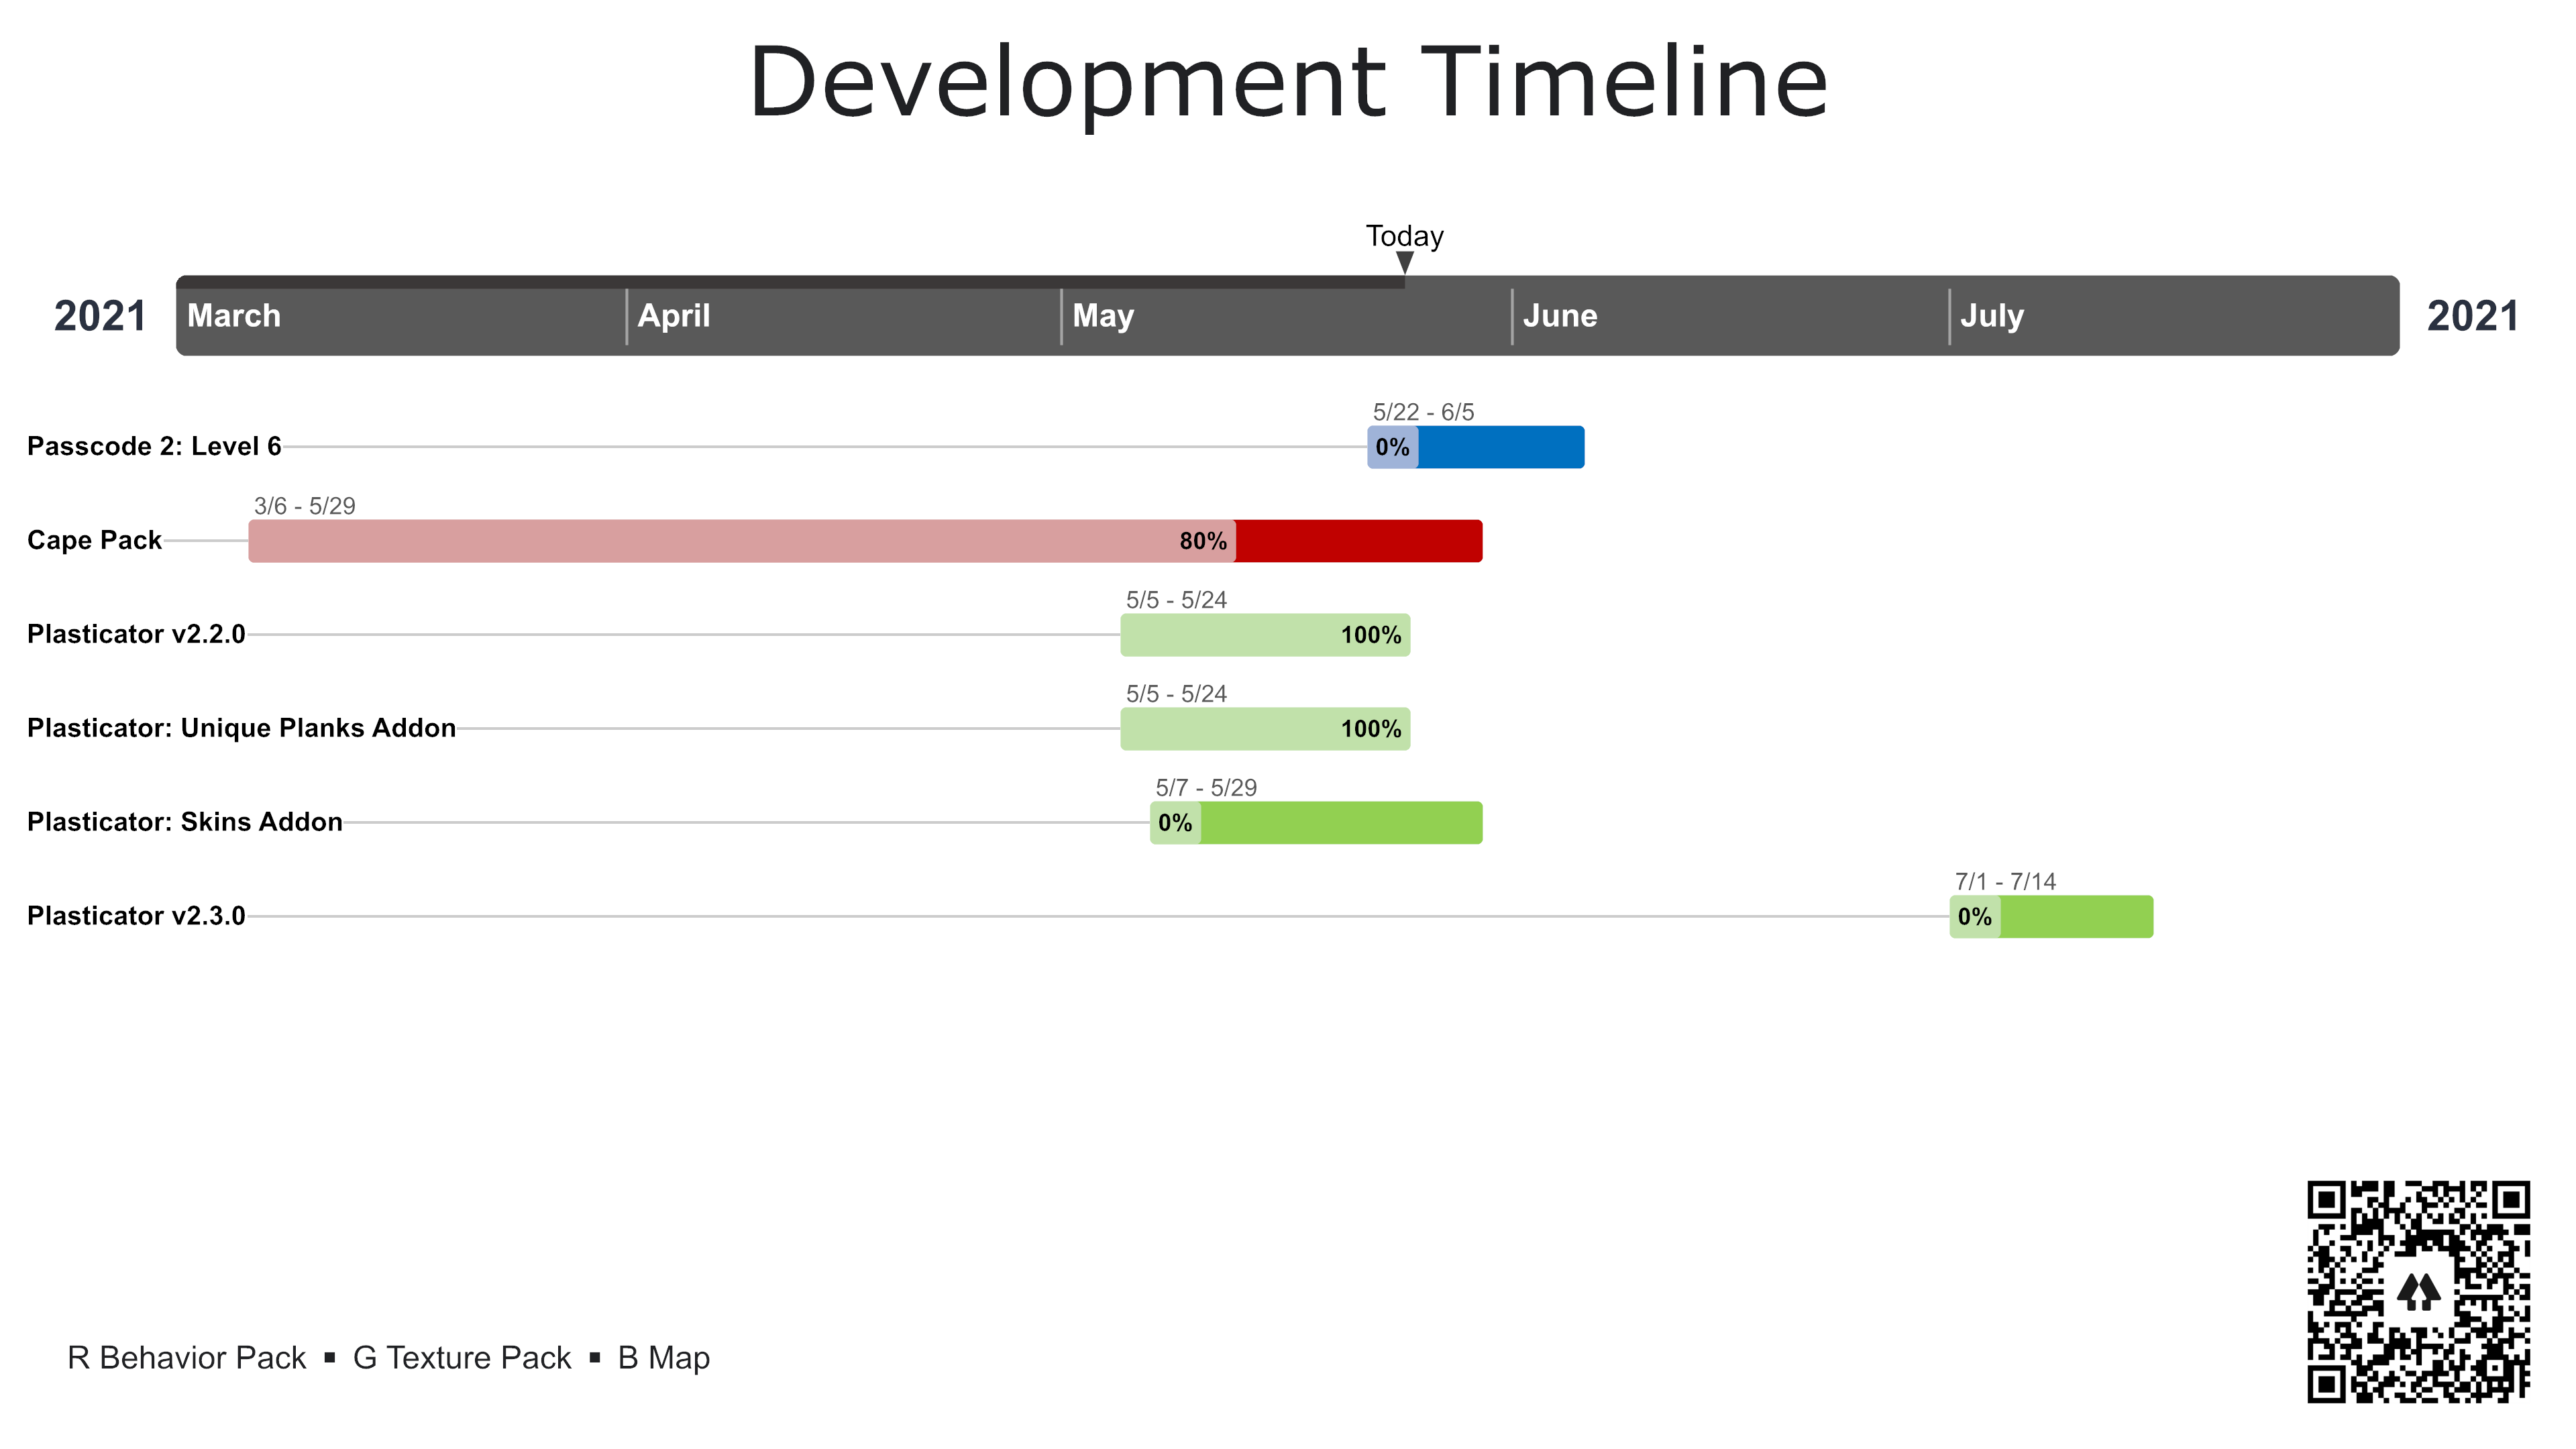 Development Timeline
Today
2021 March April May June July 2021
5/22 - 6/5
Passcode 2: Level 6 0%
3/6 - 5/29
Cape Pack 80%
5/5 - 5/24
Plasticator v2.2.0 100%
5/5 - 5/24
Plasticator: Unique Planks Addon 100%
5/7 - 5/29
Plasticator: Skins Addon 0%
7/1 - 7/14
Plasticator v2.3.0 0%
R Behavior Pack ▪ G Texture Pack ▪ B Map